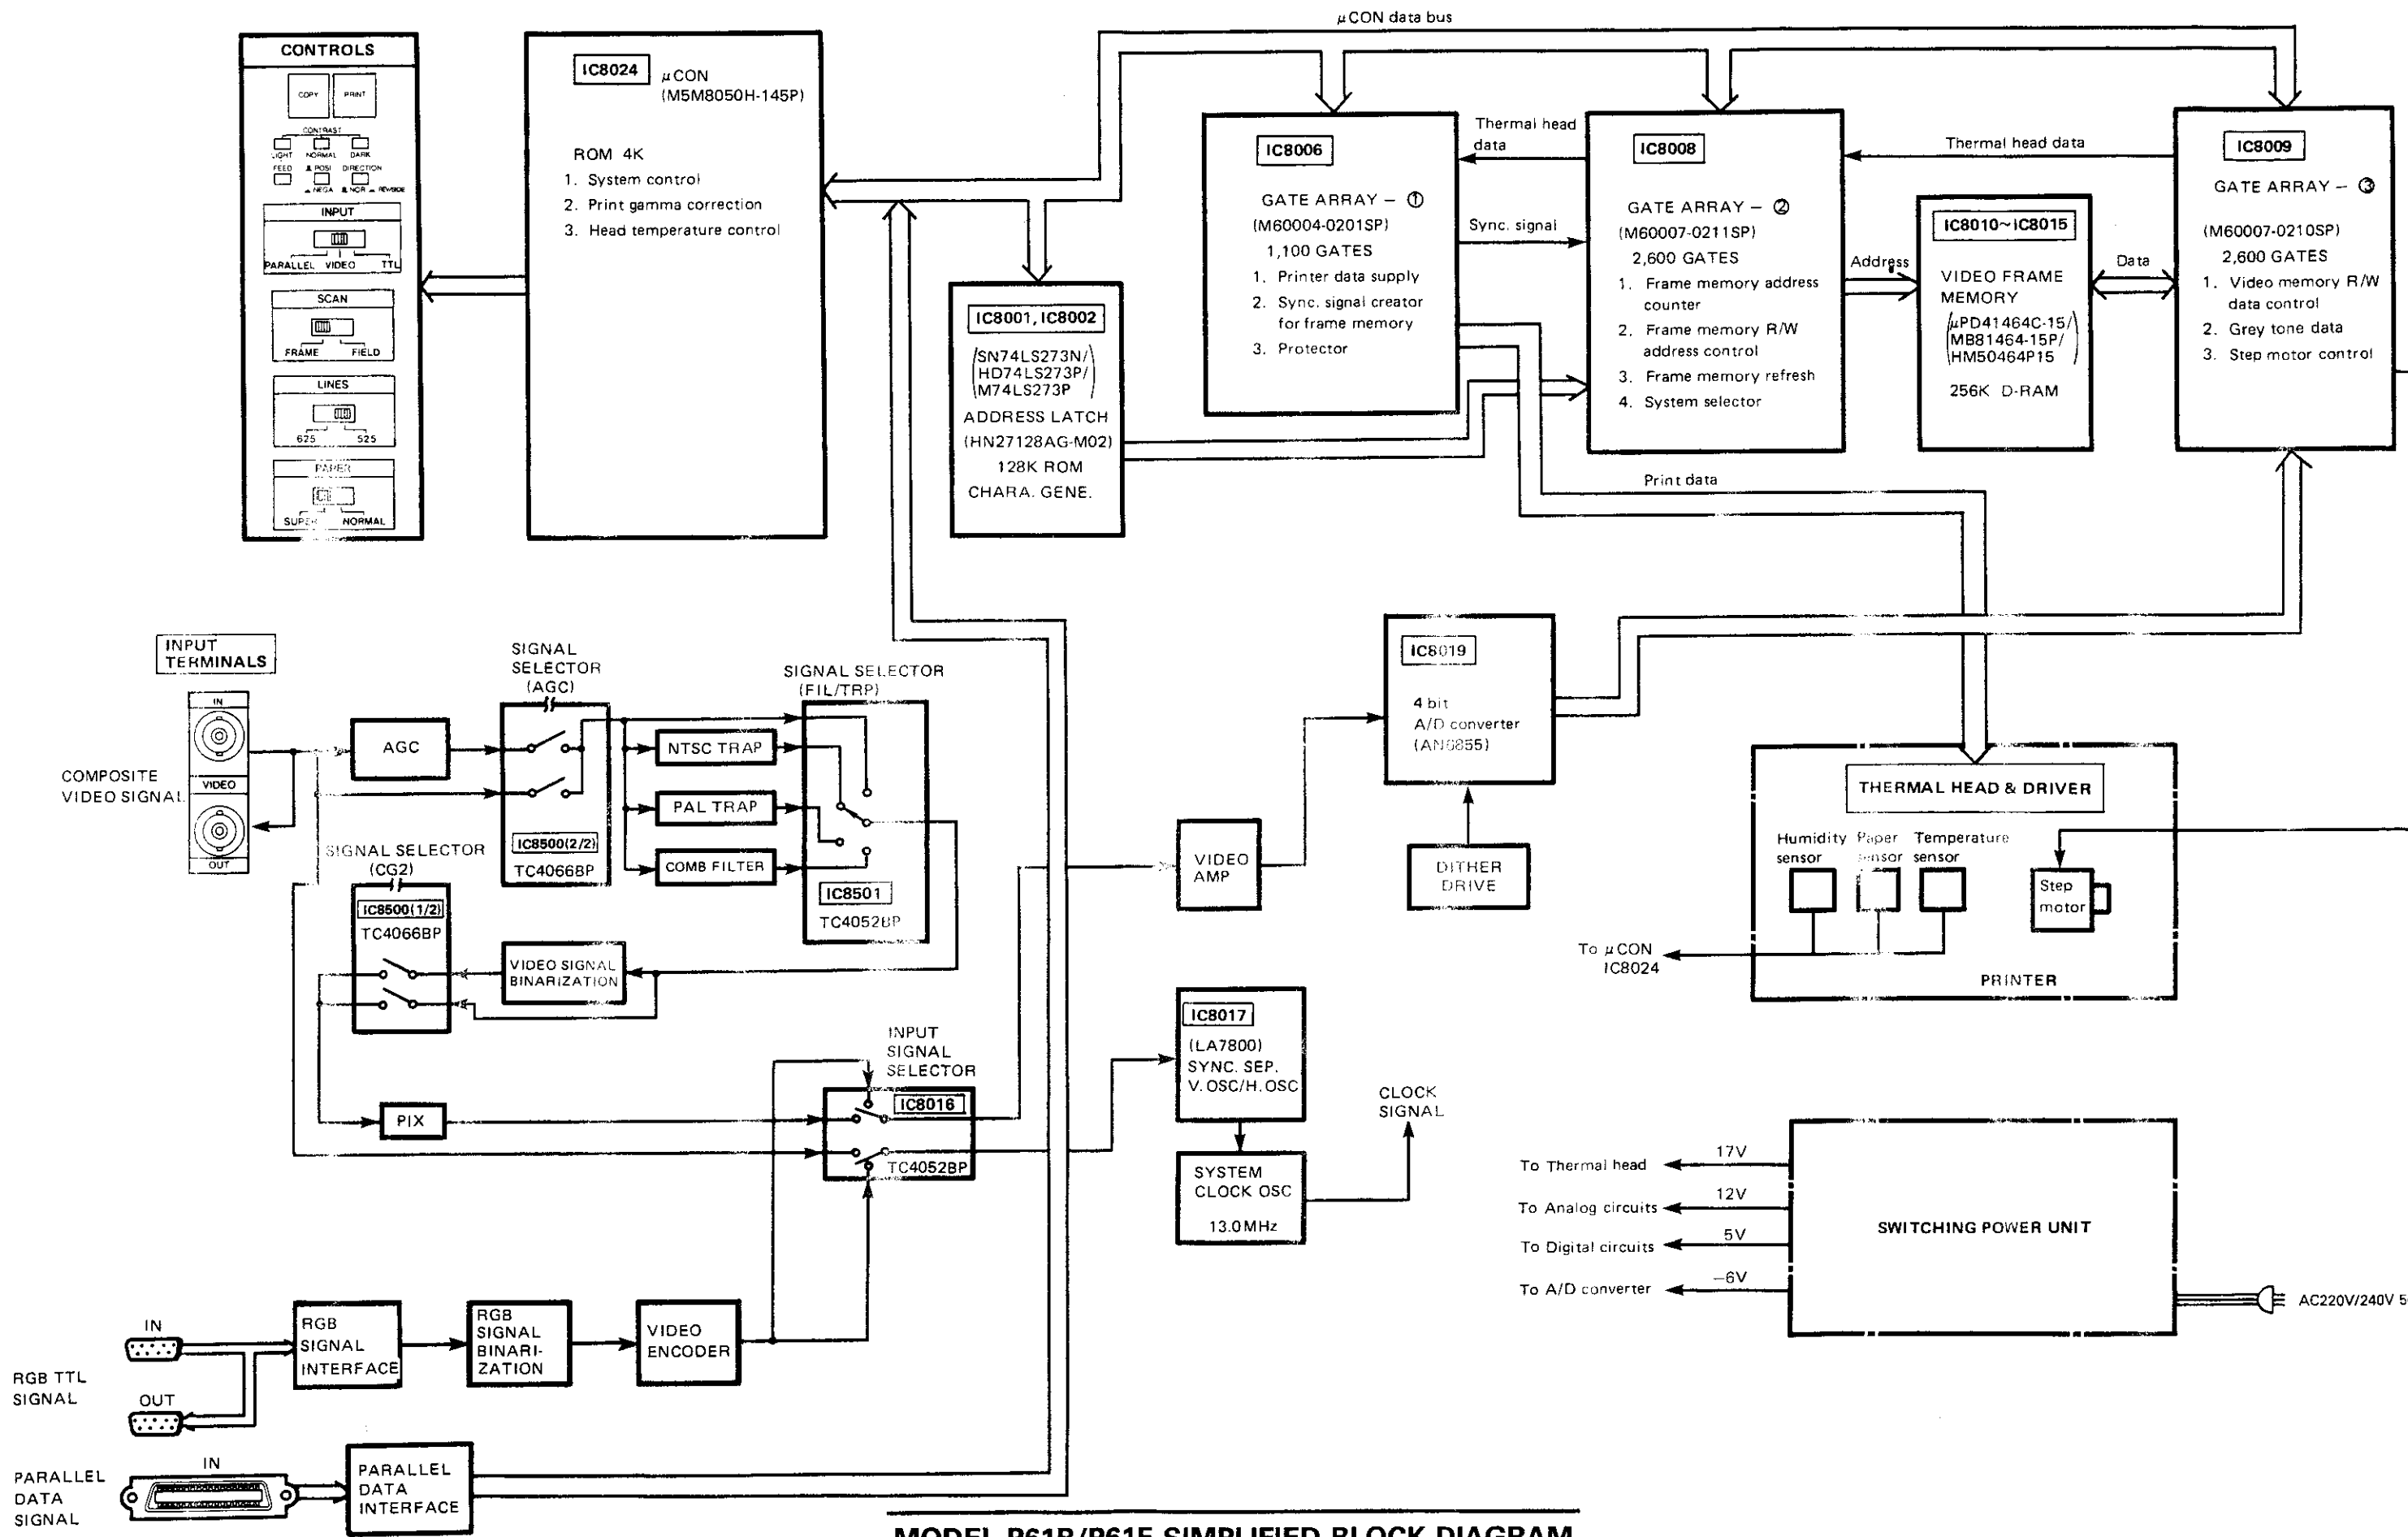 μCON data bus
CONTROLS
COPY
PRINT
CONTRAST
LIGHT NORMAL DARK
FEED POSI DIRECTION
NEGA NOR REVERSE
INPUT
PARALLEL VIDEO TTL
SCAN
FRAME FIELD
LINES
625 525
PAPER
SUPER NORMAL
IC8024
μCON
(M5M8050H-145P)
ROM 4K
1. System control
2. Print gamma correction
3. Head temperature control
IC8001, IC8002
(SN74LS273N/
HD74LS273P/
M74LS273P)
ADDRESS LATCH
(HN27128AG-M02)
128K ROM
CHARA. GENE.
IC8006
GATE ARRAY – ①
(M60004-0201SP)
1,100 GATES
1. Printer data supply
2. Sync. signal creator
for frame memory
3. Protector
Thermal head
data
Sync. signal
IC8008
GATE ARRAY – ②
(M60007-0211SP)
2,600 GATES
1. Frame memory address
counter
2. Frame memory R/W
address control
3. Frame memory refresh
4. System selector
Thermal head data
Address
IC8010~IC8015
VIDEO FRAME
MEMORY
(μPD41464C-15/
MB81464-15P/
HM50464P15)
256K D-RAM
Data
IC8009
GATE ARRAY – ③
(M60007-0210SP)
2,600 GATES
1. Video memory R/W
data control
2. Grey tone data
3. Step motor control
Print data
INPUT
TERMINALS
IN
VIDEO
OUT
COMPOSITE
VIDEO SIGNAL
AGC
SIGNAL
SELECTOR
(AGC)
IC8500(2/2)
TC4066BP
NTSC TRAP
PAL TRAP
COMB FILTER
SIGNAL SELECTOR
(FIL/TRP)
IC8501
TC4052BP
SIGNAL SELECTOR
(CG2)
IC8500(1/2)
TC4066BP
VIDEO SIGNAL
BINARIZATION
PIX
INPUT
SIGNAL
SELECTOR
IC8016
TC4052BP
VIDEO
AMP
IC8019
4 bit
A/D converter
(AN6855)
DITHER
DRIVE
IC8017
(LA7800)
SYNC. SEP.
V. OSC/H. OSC
SYSTEM
CLOCK OSC
13.0MHz
CLOCK
SIGNAL
THERMAL HEAD & DRIVER
Humidity
sensor
Paper
sensor
Temperature
sensor
Step
motor
To μCON
IC8024
PRINTER
To Thermal head 17V
To Analog circuits 12V
To Digital circuits 5V
To A/D converter –6V
SWITCHING POWER UNIT
AC220V/240V 5
RGB TTL
SIGNAL
IN
OUT
RGB
SIGNAL
INTERFACE
RGB
SIGNAL
BINARI-
ZATION
VIDEO
ENCODER
PARALLEL
DATA
SIGNAL
IN
PARALLEL
DATA
INTERFACE
MODEL P61B/P61E SIMPLIFIED BLOCK DIAGRAM